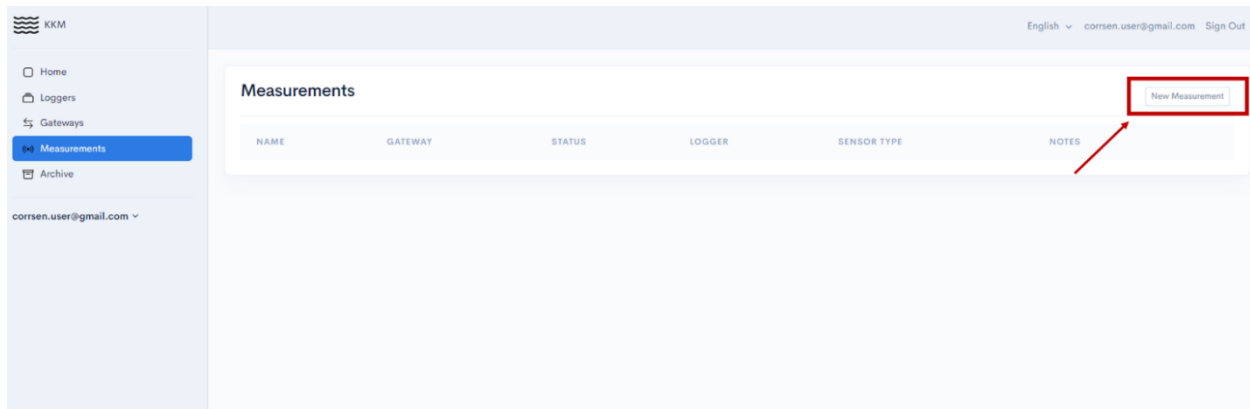 KKM
English corrsen.user@gmail.com Sign Out
Home
Loggers
Gateways
Measurements
Archive
corrsen.user@gmail.com
Measurements
New Measurement
NAME GATEWAY STATUS LOGGER SENSOR TYPE NOTES